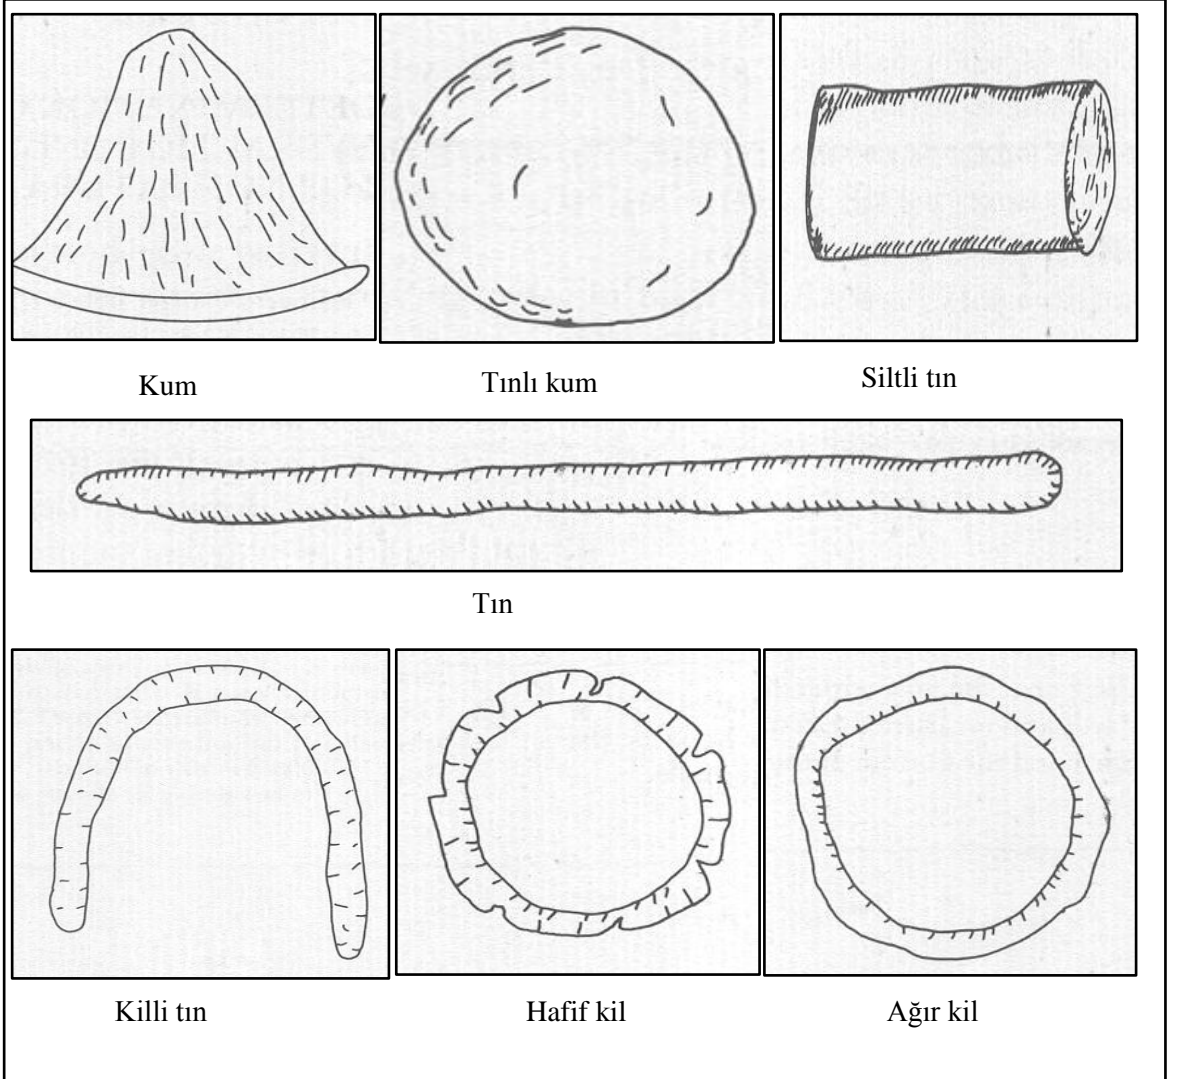 Kum
Tınlı kum
Siltli tın
Tın
Killi tın
Hafif kil
Ağır kil